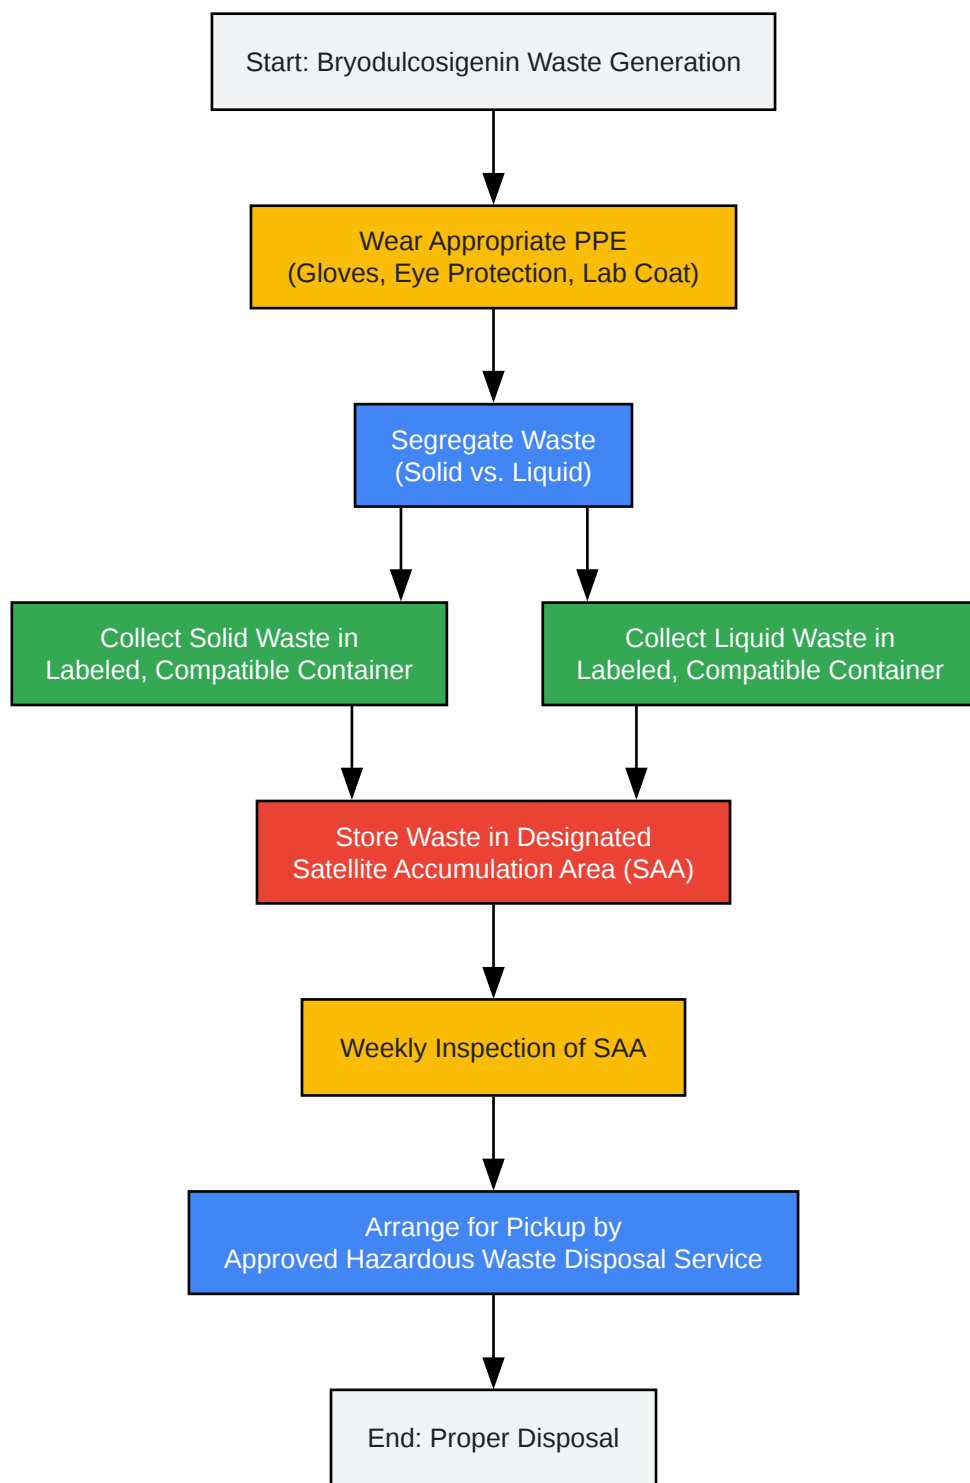 Start: Bryodulcosigenin Waste Generation
Wear Appropriate PPE
(Gloves, Eye Protection, Lab Coat)
Segregate Waste
(Solid vs. Liquid)
Collect Solid Waste in
Labeled, Compatible Container
Collect Liquid Waste in
Labeled, Compatible Container
Store Waste in Designated
Satellite Accumulation Area (SAA)
Weekly Inspection of SAA
Arrange for Pickup by
Approved Hazardous Waste Disposal Service
End: Proper Disposal